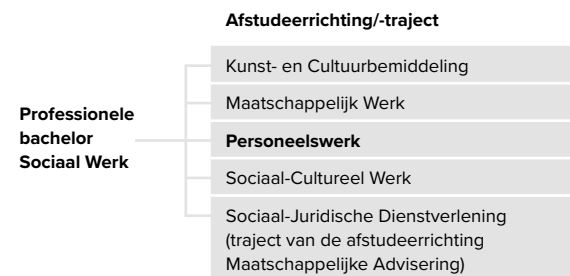 Afstudeerrichting/-traject
Professionele
bachelor
Sociaal Werk
Kunst- en Cultuurbemiddeling
Maatschappelijk Werk
Personeelswerk
Sociaal-Cultureel Werk
Sociaal-Juridische Dienstverlening
(traject van de afstudeerrichting
Maatschappelijke Advisering)